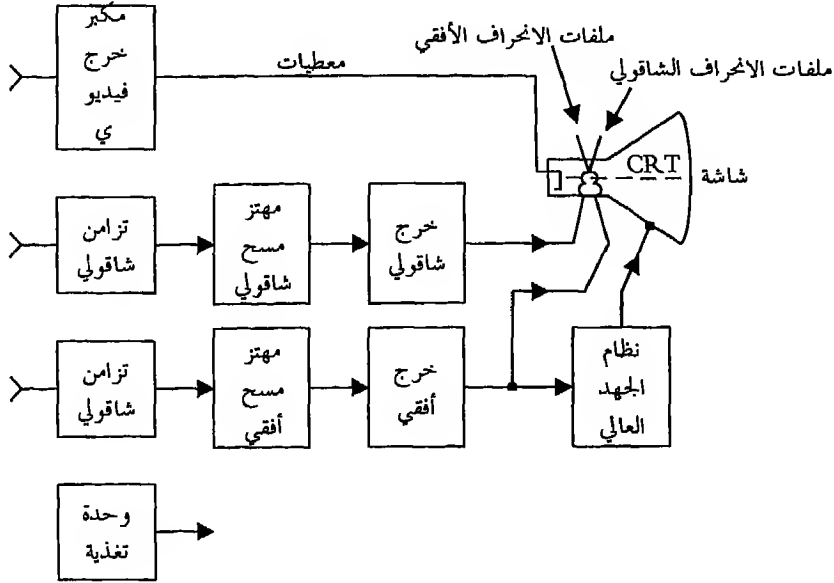 مكبر
خرج
فيديو
ي
معطيات
ملفات الانحراف الأفقي
ملفات الانحراف الشاقولي
CRT
شاشة
تزامن
شاقولي
مهتز
مسح
شاقولي
خرج
شاقولي
تزامن
شاقولي
مهتز
مسح
أفقي
خرج
أفقي
نظام
الجهد
العالي
وحدة
تغذية